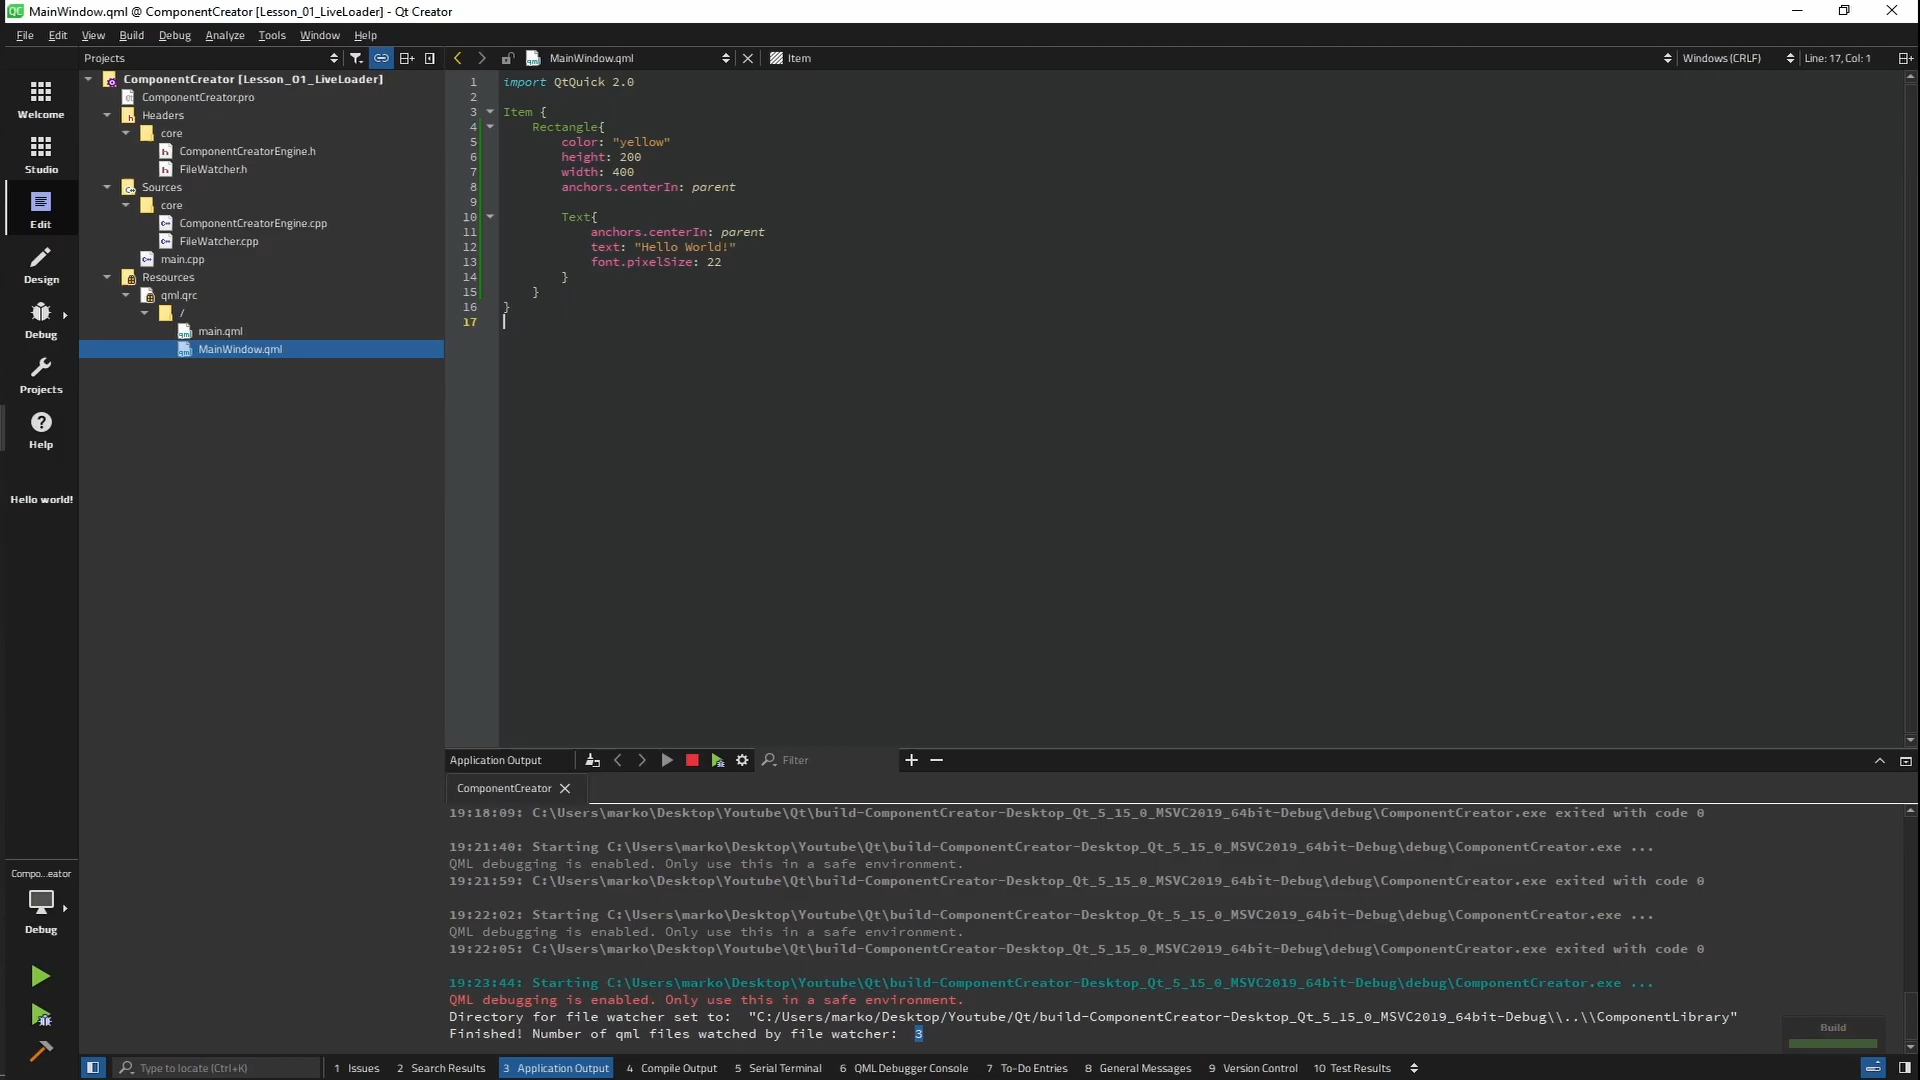 MainWindow.qml @ ComponentCreator [Lesson_01_LiveLoader] - Qt Creator
File Edit View Build Debug Analyze Tools Window Help
Projects
MainWindow.qml
Item
Windows (CRLF)
Line: 17, Col: 1
Welcome
Studio
Edit
Design
Debug
Projects
Help
Hello world!
ComponentCreator [Lesson_01_LiveLoader]
ComponentCreator.pro
Headers
core
ComponentCreatorEngine.h
FileWatcher.h
Sources
core
ComponentCreatorEngine.cpp
FileWatcher.cpp
main.cpp
Resources
qml.qrc
/
main.qml
MainWindow.qml
1 import QtQuick 2.0
2
3 Item {
4 Rectangle{
5 color: "yellow"
6 height: 200
7 width: 400
8 anchors.centerIn: parent
9
10 Text{
11 anchors.centerIn: parent
12 text: "Hello World!"
13 font.pixelSize: 22
14 }
15 }
16 }
17
Application Output
Filter
ComponentCreator
19:18:09: C:\Users\marko\Desktop\Youtube\Qt\build-ComponentCreator-Desktop_Qt_5_15_0_MSVC2019_64bit-Debug\debug\ComponentCreator.exe exited with code 0
19:21:40: Starting C:\Users\marko\Desktop\Youtube\Qt\build-ComponentCreator-Desktop_Qt_5_15_0_MSVC2019_64bit-Debug\debug\ComponentCreator.exe ...
QML debugging is enabled. Only use this in a safe environment.
19:21:59: C:\Users\marko\Desktop\Youtube\Qt\build-ComponentCreator-Desktop_Qt_5_15_0_MSVC2019_64bit-Debug\debug\ComponentCreator.exe exited with code 0
19:22:02: Starting C:\Users\marko\Desktop\Youtube\Qt\build-ComponentCreator-Desktop_Qt_5_15_0_MSVC2019_64bit-Debug\debug\ComponentCreator.exe ...
QML debugging is enabled. Only use this in a safe environment.
19:22:05: C:\Users\marko\Desktop\Youtube\Qt\build-ComponentCreator-Desktop_Qt_5_15_0_MSVC2019_64bit-Debug\debug\ComponentCreator.exe exited with code 0
19:23:44: Starting C:\Users\marko\Desktop\Youtube\Qt\build-ComponentCreator-Desktop_Qt_5_15_0_MSVC2019_64bit-Debug\debug\ComponentCreator.exe ...
QML debugging is enabled. Only use this in a safe environment.
Directory for file watcher set to: "C:/Users/marko/Desktop/Youtube/Qt/build-ComponentCreator-Desktop_Qt_5_15_0_MSVC2019_64bit-Debug\\..\\ComponentLibrary"
Finished! Number of qml files watched by file watcher: 3
Compo...eator
Debug
Build
Type to locate (Ctrl+K)
1 Issues
2 Search Results
3 Application Output
4 Compile Output
5 Serial Terminal
6 QML Debugger Console
7 To-Do Entries
8 General Messages
9 Version Control
10 Test Results